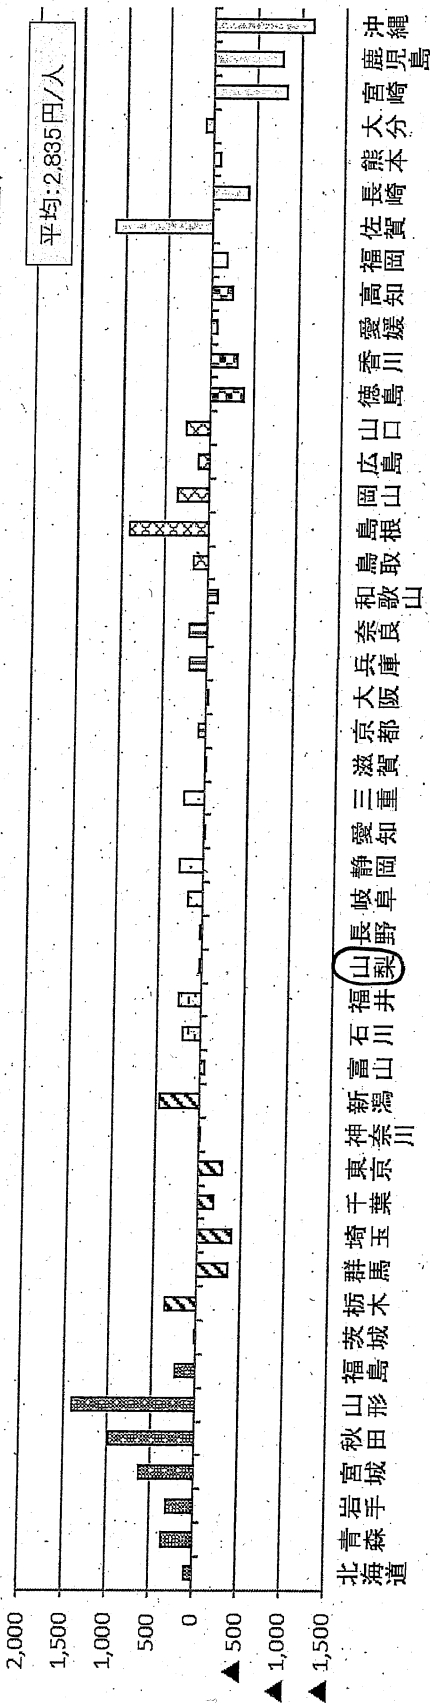 平均:2,835円/人
2,000
1,500
1,000
500
0
▲ 500
▲ 1,000
▲ 1,500
北海道
青森
岩手
宮城
秋田
山形
福島
茨城
栃木
群馬
埼玉
千葉
東京
神奈川
新潟
富山
石川
福井
山梨
長野
岐阜
静岡
愛知
三重
滋賀
京都
大阪
兵庫
奈良
和歌山
鳥取
島根
岡山
広島
山口
徳島
香川
愛媛
高知
福岡
佐賀
長崎
熊本
大分
宮崎
鹿児島
沖縄